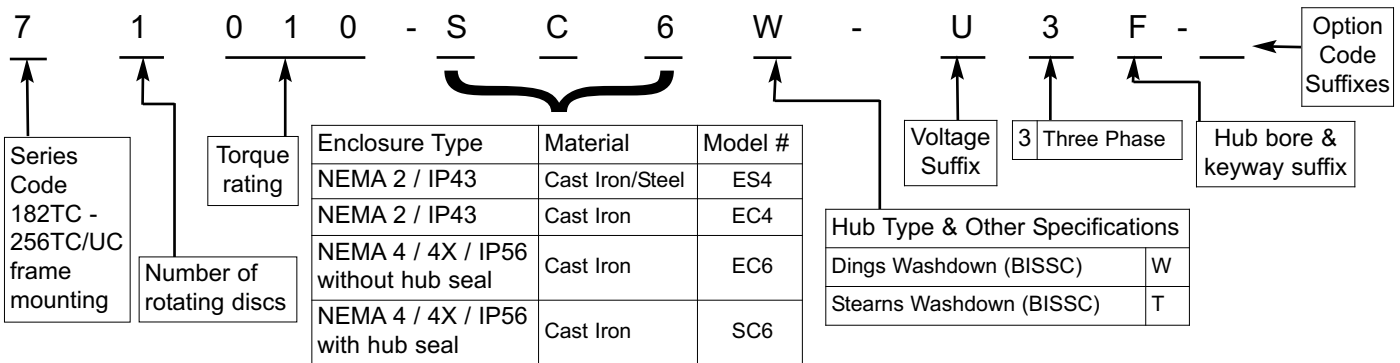 7 1 0 1 0 - S C 6 W - U 3 F -
Option
Code
Suffixes
Series
Code
182TC -
256TC/UC
frame
mounting
Number of
rotating discs
Torque
rating
Enclosure Type Material Model #
NEMA 2 / IP43 Cast Iron/Steel ES4
NEMA 2 / IP43 Cast Iron EC4
NEMA 4 / 4X / IP56
without hub seal Cast Iron EC6
NEMA 4 / 4X / IP56
with hub seal Cast Iron SC6
Voltage
Suffix
3 Three Phase
Hub bore &
keyway suffix
Hub Type & Other Specifications
Dings Washdown (BISSC) W
Stearns Washdown (BISSC) T